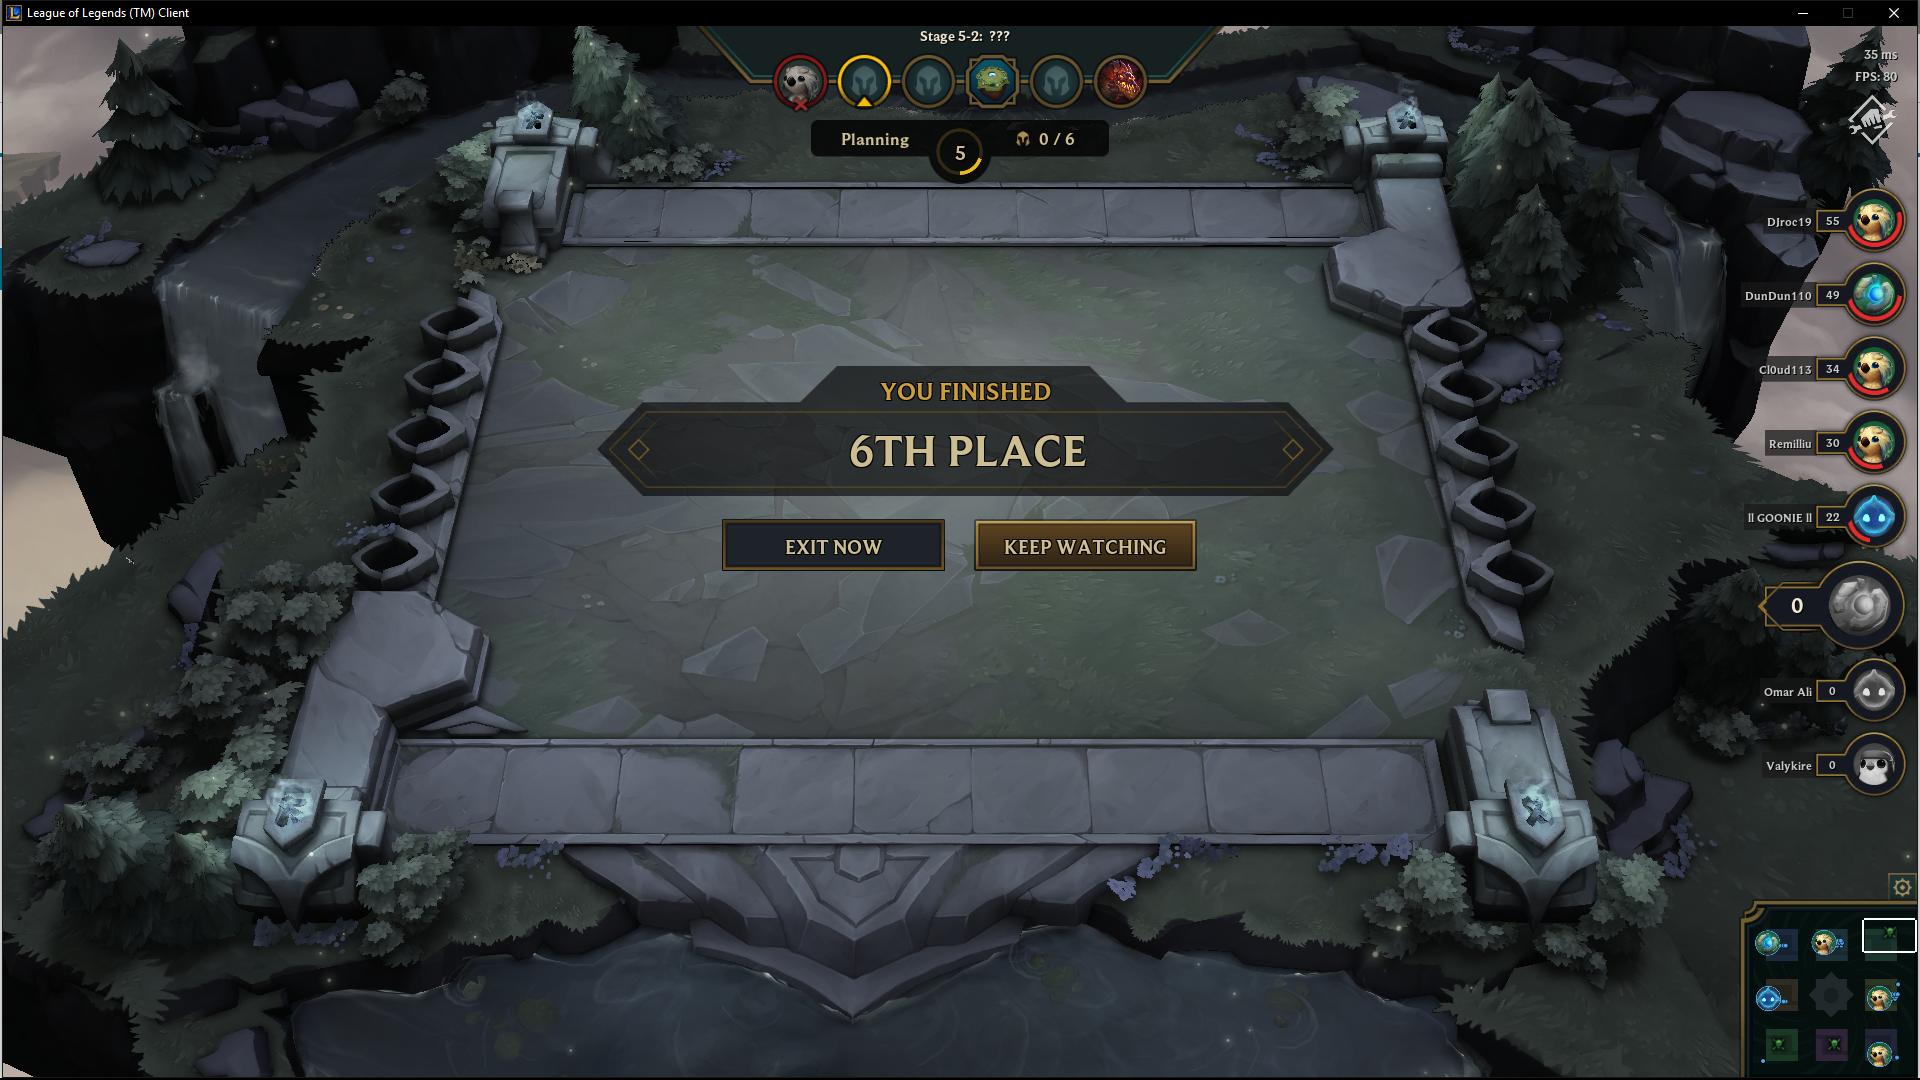 League of Legends (TM) Client
Stage 5-2: ???
35 ms
FPS: 80
Planning
5
0 / 6
DJroc19 55
DunDun110 49
YOU FINISHED
6TH PLACE
Cl0ud113 34
Remilliu 30
ll GOONIE ll 22
EXIT NOW
KEEP WATCHING
0
Omar Ali 0
Valykire 0